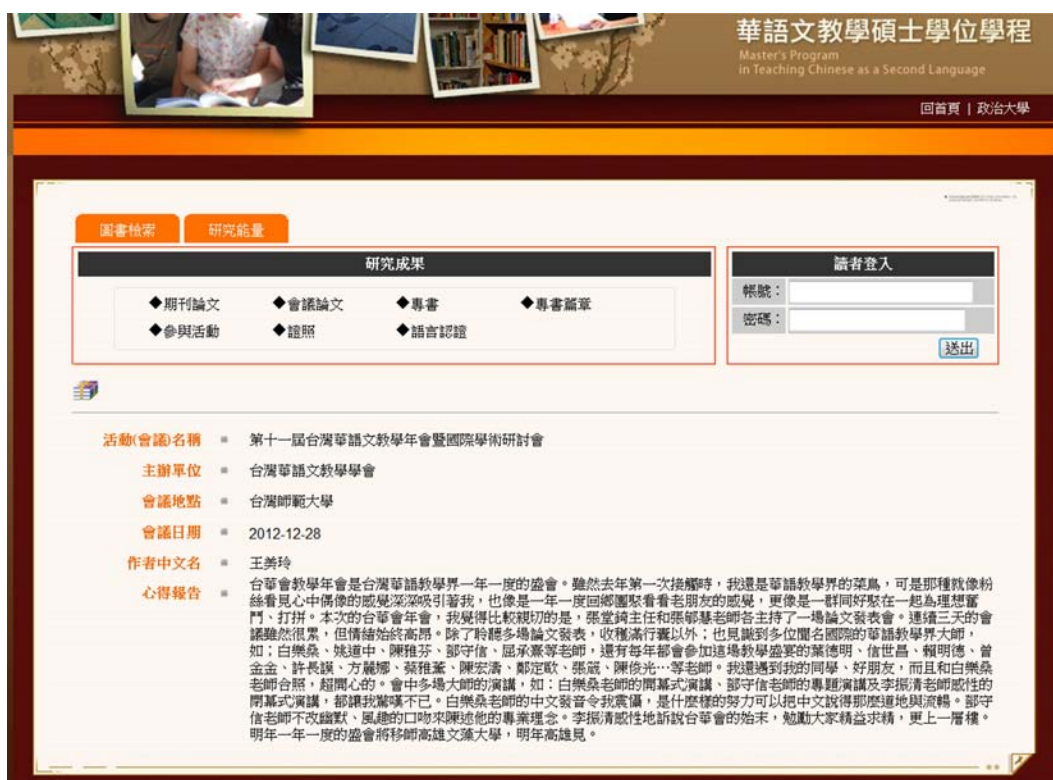 華語文教學碩士學位學程
Master's Program
in Teaching Chinese as a Second Language
回首頁 | 政治大學
圖書檢索
研究能量
研究成果
◆期刊論文 ◆會議論文 ◆專書 ◆專書篇章
◆參與活動 ◆證照 ◆語言認證
讀者登入
帳號：
密碼：
送出
活動(會議)名稱 第十一屆台灣華語文教學年會暨國際學術研討會
主辦單位 台灣華語文教學學會
會議地點 台灣師範大學
會議日期 2012-12-28
作者中文名 王美玲
心得報告
台華會教學年會是台灣華語教學界一年一度的盛會。雖然去年第一次接觸時，我還是華語教學界的菜鳥，可是那種就像粉
絲看見心中偶像的感覺深深吸引著我，也像是一年一度回鄉團聚看看老朋友的感覺，更像是一群同好聚在一起為理想奮
鬥、打拼。本次的台華會年會，我覺得比較親切的是，張堂錡主任和張郇慧老師各主持了一場論文發表會。連續三天的會
議雖然很累，但情緒始終高昂。除了聆聽多場論文發表，收穫滿行囊以外；也見識到多位聞名國際的華語教學界大師，
如：白樂桑、姚道中、陳雅芬、部守信、屈承熹等老師，還有每年都會參加這場教學盛宴的葉德明、信世昌、賴明德、曾
金金、許長謨、方麗娜、蔡雅薰、陳宏濤、鄭定歐、張箴、陳俊光…等老師。我還遇到我的同學、好朋友，而且和白樂桑
老師合照，超開心的。會中多場大師的演講，如：白樂桑老師的開幕式演講、部守信老師的專題演講及李振清老師感性的
閉幕式演講，都讓我驚嘆不已。白樂桑老師的中文發音令我震懾，是什麼樣的努力可以把中文說得那麼道地與流暢。部守
信老師不改幽默、風趣的口吻來陳述他的專業理念。李振清感性地訴說台華會的始末，勉勵大家精益求精，更上一層樓。
明年一年一度的盛會將移師高雄文藻大學，明年高雄見。